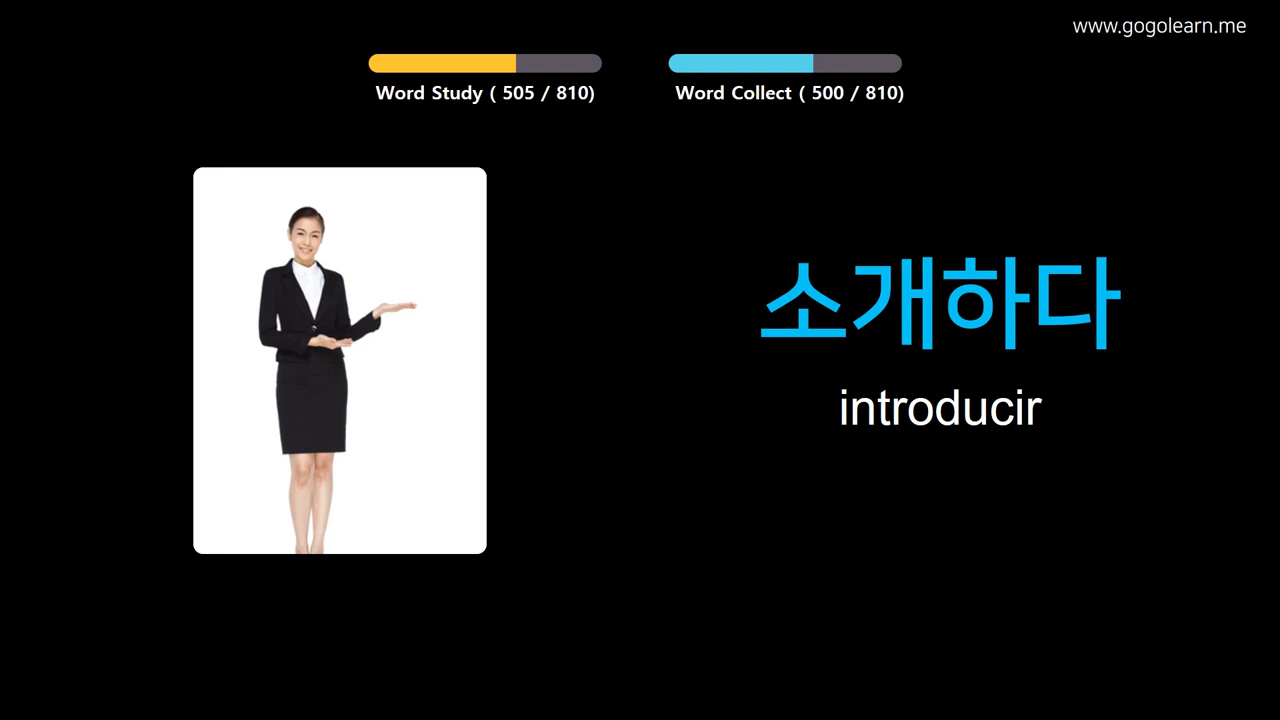 www.gogolearn.me
Word Study ( 505 / 810)
Word Collect ( 500 / 810)
소개하다
introducir